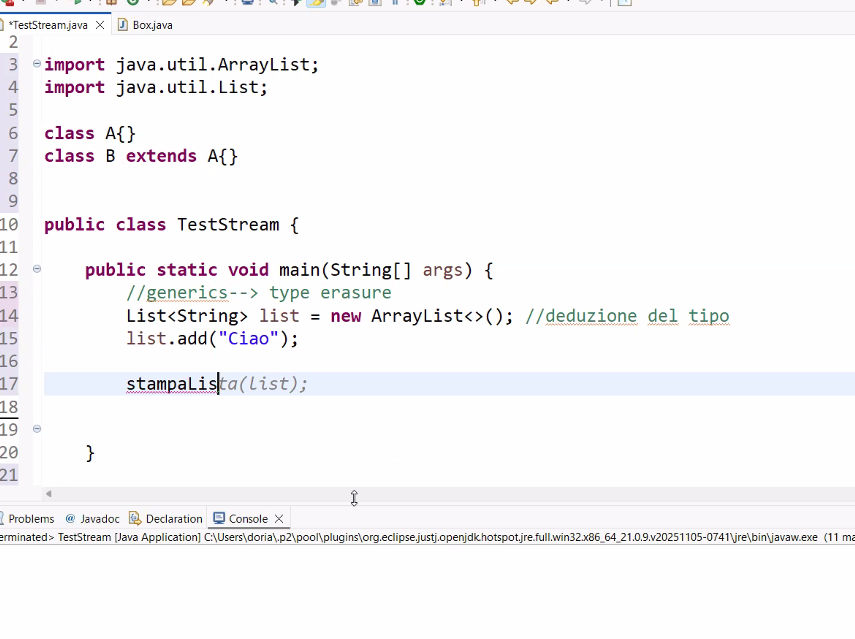 *TestStream.java
Box.java
2
3 import java.util.ArrayList;
4 import java.util.List;
5
6 class A{}
7 class B extends A{}
8
9
10 public class TestStream {
11
12 public static void main(String[] args) {
13 //generics--> type erasure
14 List<String> list = new ArrayList<>(); //deduzione del tipo
15 list.add("Ciao");
16
17 stampaLista(list);
18
19
20 }
21
Problems @ Javadoc Declaration Console
erminated> TestStream [Java Application] C:\Users\doria\.p2\pool\plugins\org.eclipse.justj.openjdk.hotspot.jre.full.win32.x86_64_21.0.9.v20251105-0741\jre\bin\javaw.exe (11 ma